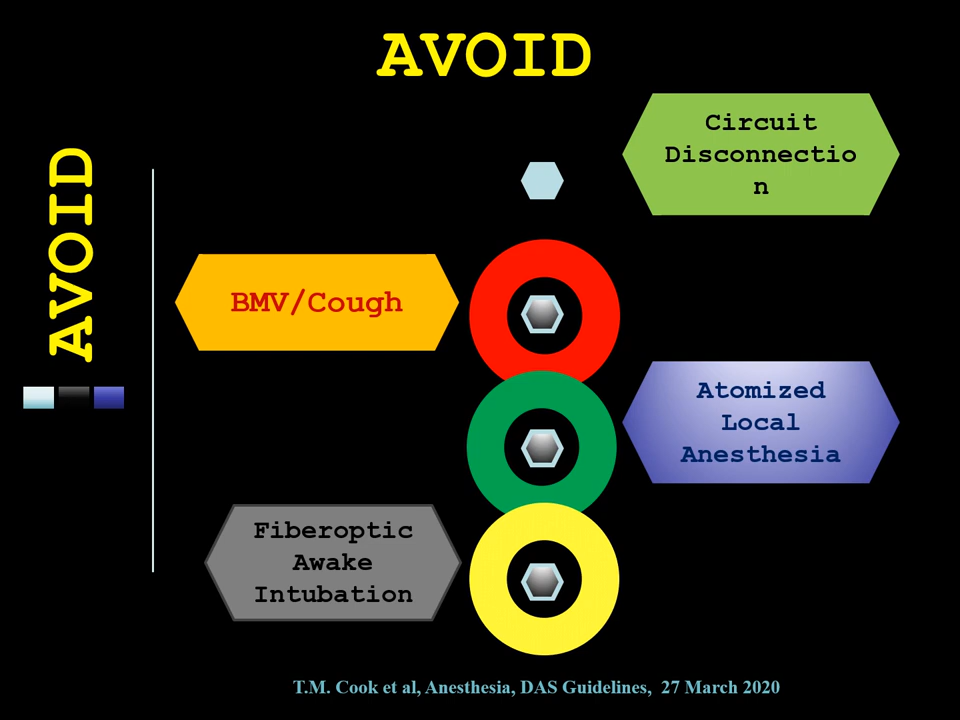 AVOID
AVOID
Circuit
Disconnectio
n
BMV/Cough
Atomized
Local
Anesthesia
Fiberoptic
Awake
Intubation
T.M. Cook et al, Anesthesia, DAS Guidelines, 27 March 2020